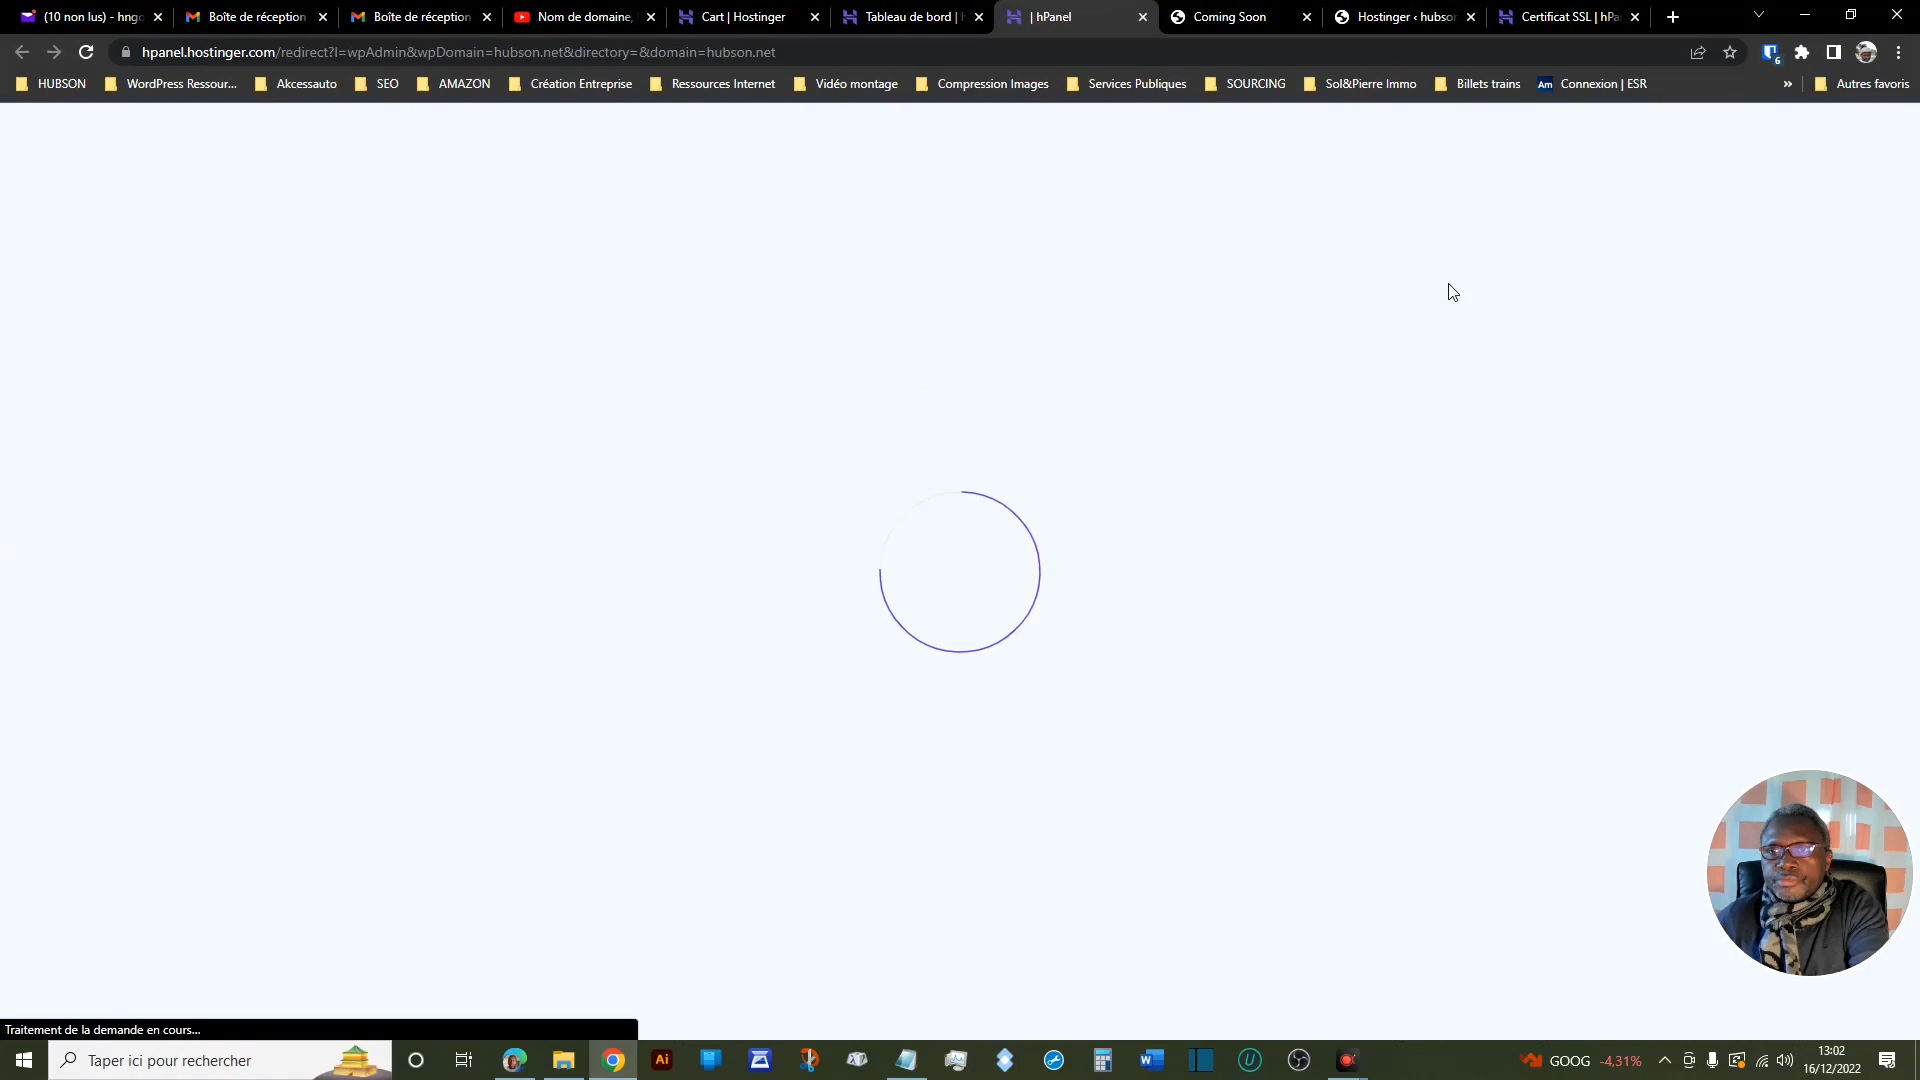 (10 non lus) - hngo
Boîte de réception
Boîte de réception
Nom de domaine,
Cart | Hostinger
Tableau de bord |
| hPanel
Coming Soon
Hostinger ‹ hubson
Certificat SSL | hPa
hpanel.hostinger.com/redirect?l=wpAdmin&wpDomain=hubson.net&directory=&domain=hubson.net
6
HUBSON
WordPress Ressour...
Akcessauto
SEO
AMAZON
Création Entreprise
Ressources Internet
Vidéo montage
Compression Images
Services Publiques
SOURCING
Sol&Pierre Immo
Billets trains
Am
Connexion | ESR
»
Autres favoris
Traitement de la demande en cours...
Taper ici pour rechercher
Ai
W
U
GOOG -4,31%
13:02
16/12/2022